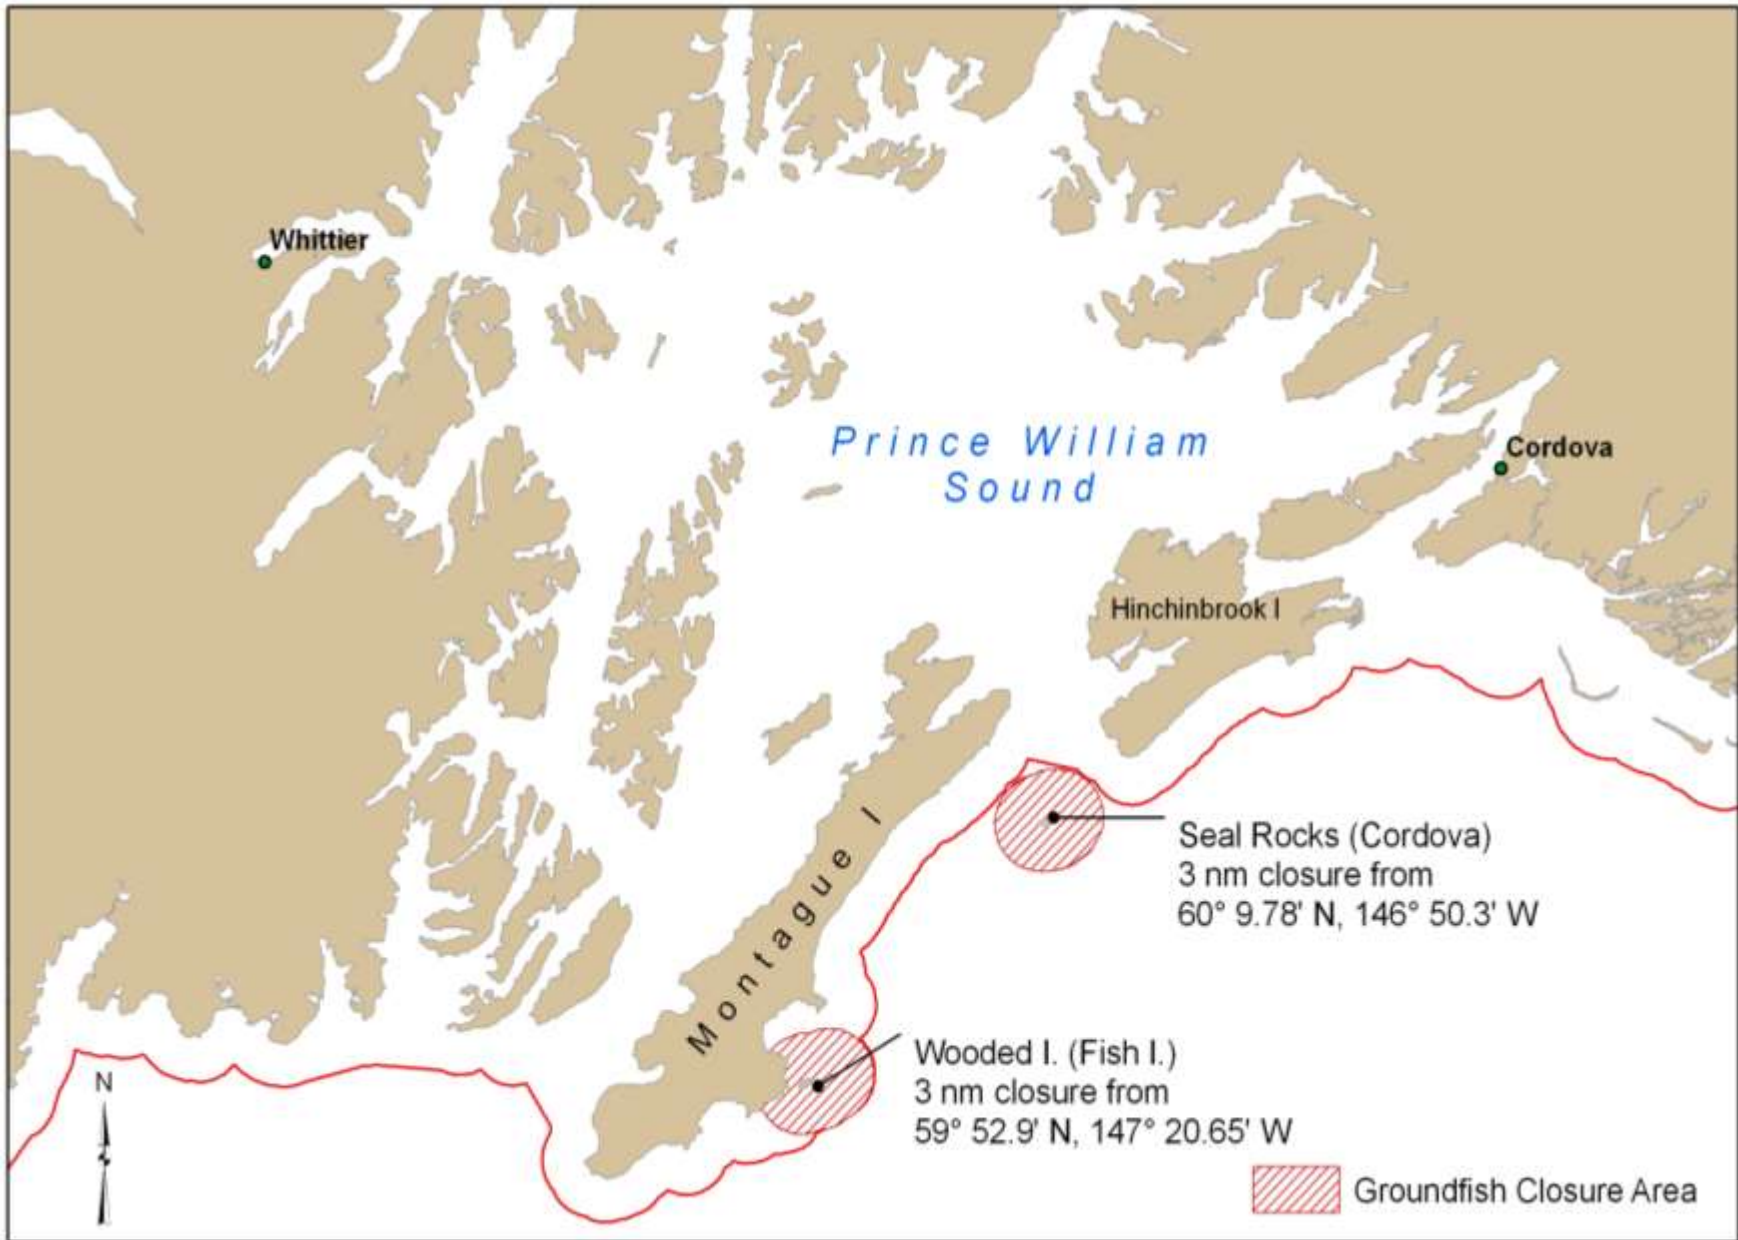 Whittier
Prince William
Sound
Cordova
Hinchinbrook I
Montague I
Seal Rocks (Cordova)
3 nm closure from
60° 9.78' N, 146° 50.3' W
Wooded I. (Fish I.)
3 nm closure from
59° 52.9' N, 147° 20.65' W
N
Groundfish Closure Area